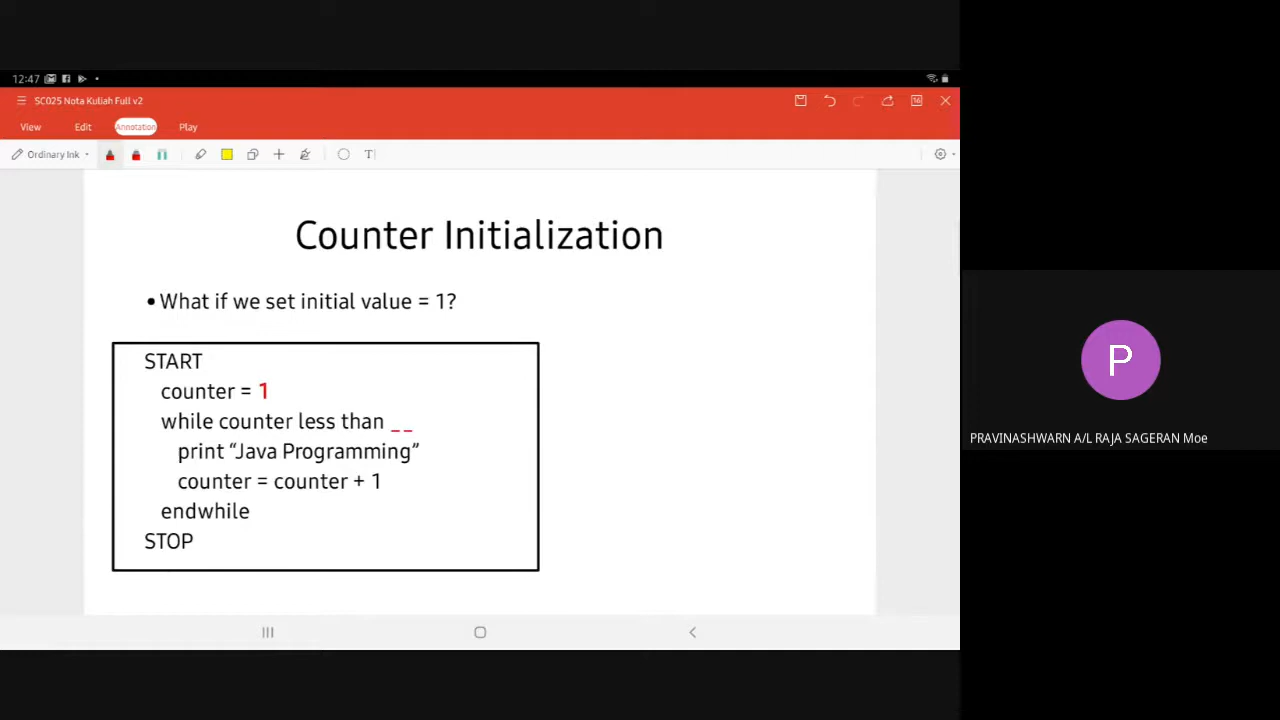 12:47
SC025 Nota Kuliah Full v2
16
View Edit Annotation Play
Ordinary Ink
T
Counter Initialization
• What if we set initial value = 1?
START
counter = 1
while counter less than _ _
print “Java Programming”
counter = counter + 1
endwhile
STOP
P
PRAVINASHWARN A/L RAJA SAGERAN Moe